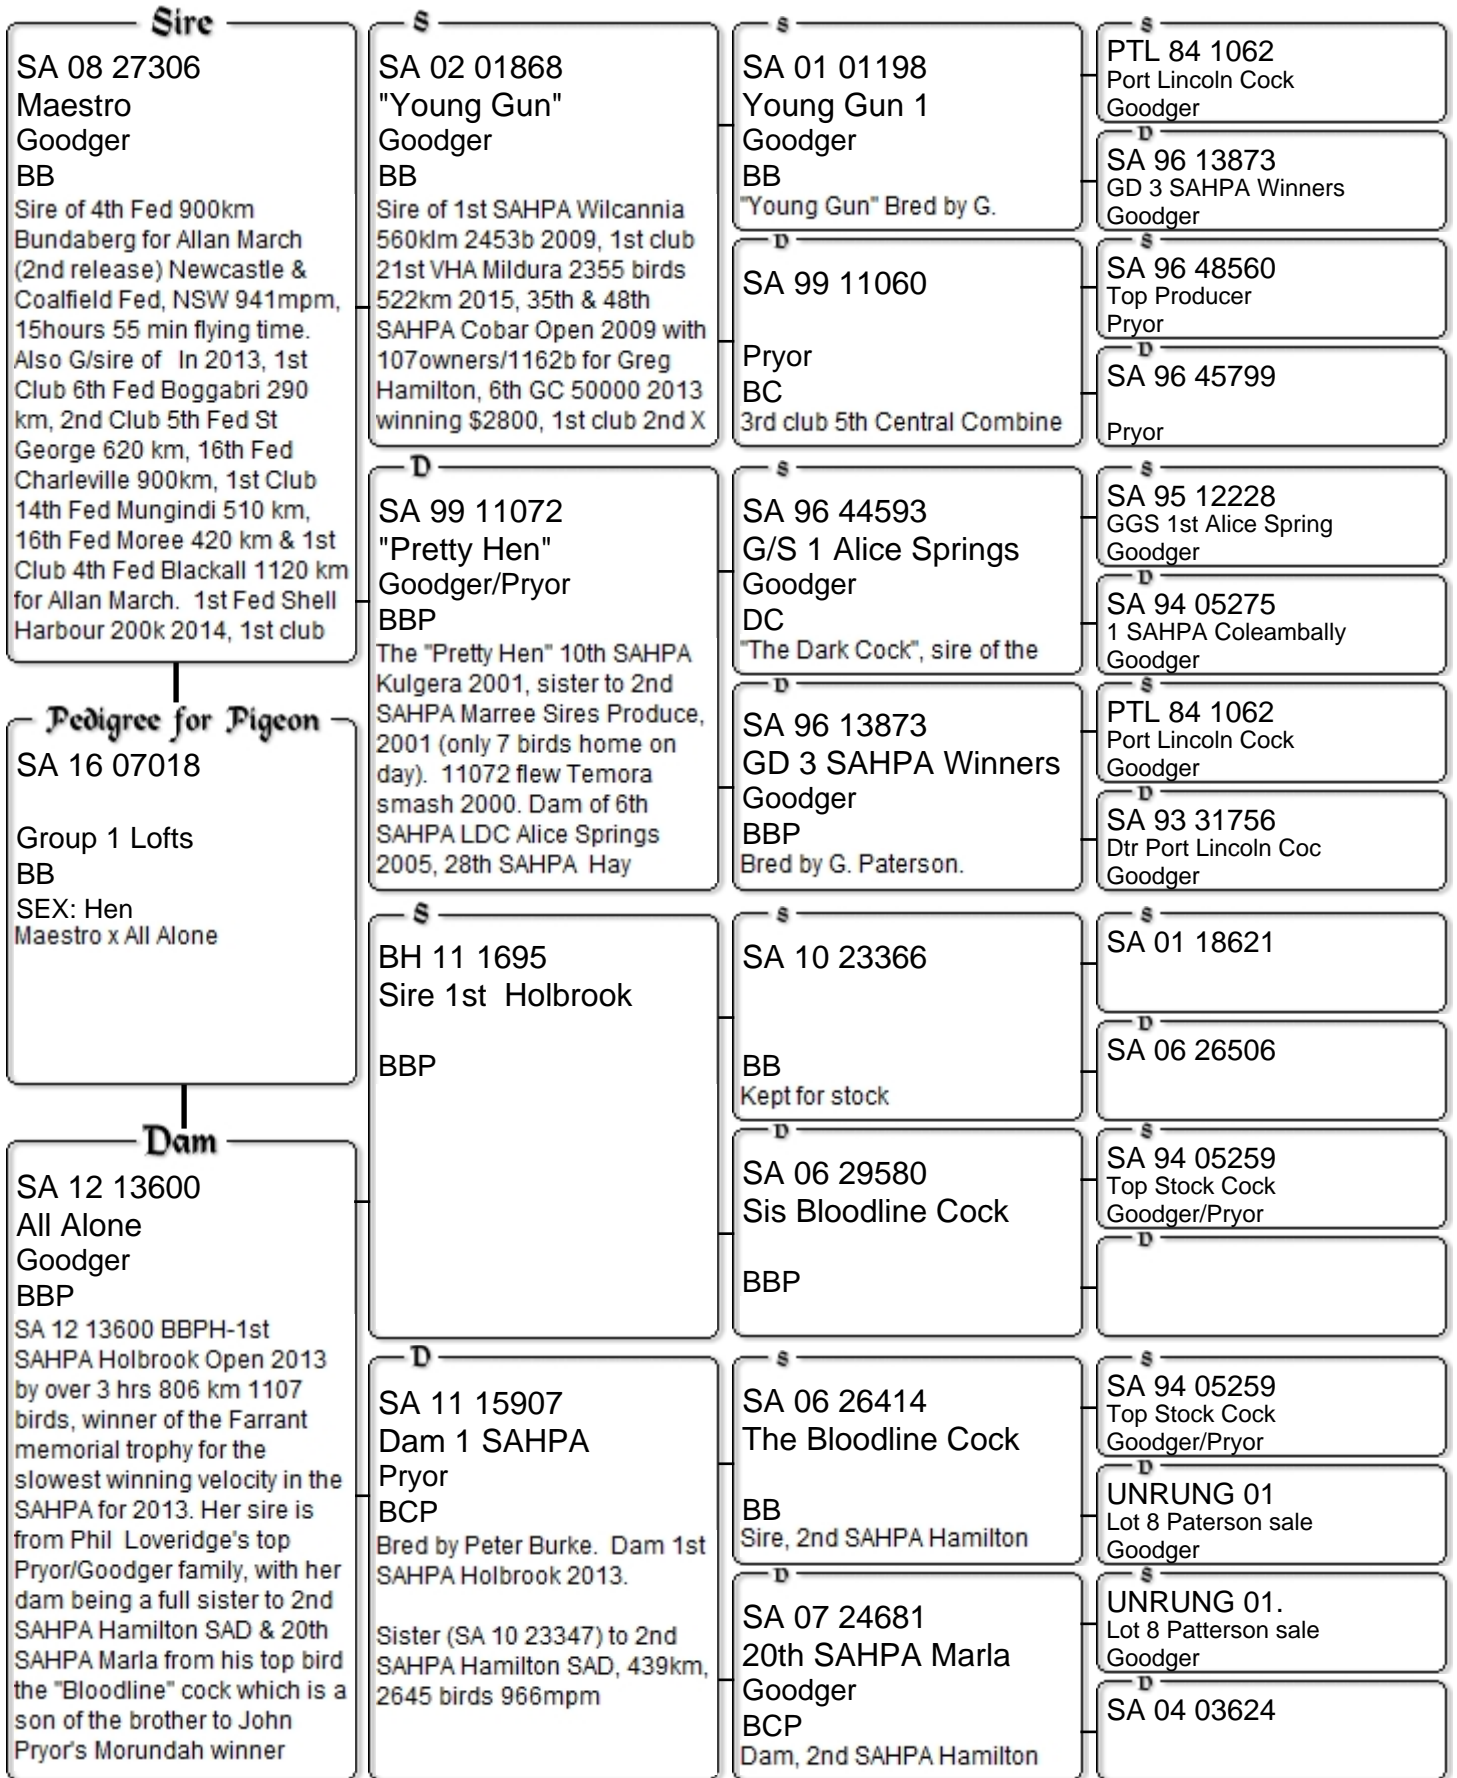 Sire
SA 08 27306
Maestro
Goodger
BB
Sire of 4th Fed 900km
Bundaberg for Allan March
(2nd release) Newcastle &
Coalfield Fed, NSW 941mpm,
15hours 55 min flying time.
Also G/sire of In 2013, 1st
Club 6th Fed Boggabri 290
km, 2nd Club 5th Fed St
George 620 km, 16th Fed
Charleville 900km, 1st Club
14th Fed Mungindi 510 km,
16th Fed Moree 420 km & 1st
Club 4th Fed Blackall 1120 km
for Allan March. 1st Fed Shell
Harbour 200k 2014, 1st club
Pedigree for Pigeon
SA 16 07018
Group 1 Lofts
BB
SEX: Hen
Maestro x All Alone
Dam
SA 12 13600
All Alone
Goodger
BBP
SA 12 13600 BBPH-1st
SAHPA Holbrook Open 2013
by over 3 hrs 806 km 1107
birds, winner of the Farrant
memorial trophy for the
slowest winning velocity in the
SAHPA for 2013. Her sire is
from Phil Loveridge's top
Pryor/Goodger family, with her
dam being a full sister to 2nd
SAHPA Hamilton SAD & 20th
SAHPA Marla from his top bird
the "Bloodline" cock which is a
son of the brother to John
Pryor's Morundah winner
S
SA 02 01868
"Young Gun"
Goodger
BB
Sire of 1st SAHPA Wilcannia
560klm 2453b 2009, 1st club
21st VHA Mildura 2355 birds
522km 2015, 35th & 48th
SAHPA Cobar Open 2009 with
107owners/1162b for Greg
Hamilton, 6th GC 50000 2013
winning $2800, 1st club 2nd X
D
SA 99 11072
"Pretty Hen"
Goodger/Pryor
BBP
The "Pretty Hen" 10th SAHPA
Kulgera 2001, sister to 2nd
SAHPA Marree Sires Produce,
2001 (only 7 birds home on
day). 11072 flew Temora
smash 2000. Dam of 6th
SAHPA LDC Alice Springs
2005, 28th SAHPA Hay
S
BH 11 1695
Sire 1st Holbrook
BBP
D
SA 11 15907
Dam 1 SAHPA
Pryor
BCP
Bred by Peter Burke. Dam 1st
SAHPA Holbrook 2013.
Sister (SA 10 23347) to 2nd
SAHPA Hamilton SAD, 439km,
2645 birds 966mpm
S
SA 01 01198
Young Gun 1
Goodger
BB
"Young Gun" Bred by G.
D
SA 99 11060
Pryor
BC
3rd club 5th Central Combine
S
SA 96 44593
G/S 1 Alice Springs
Goodger
DC
"The Dark Cock", sire of the
D
SA 96 13873
GD 3 SAHPA Winners
Goodger
BBP
Bred by G. Paterson.
S
SA 10 23366
BB
Kept for stock
D
SA 06 29580
Sis Bloodline Cock
BBP
S
SA 06 26414
The Bloodline Cock
BB
Sire, 2nd SAHPA Hamilton
D
SA 07 24681
20th SAHPA Marla
Goodger
BCP
Dam, 2nd SAHPA Hamilton
S
PTL 84 1062
Port Lincoln Cock
Goodger
D
SA 96 13873
GD 3 SAHPA Winners
Goodger
S
SA 96 48560
Top Producer
Pryor
D
SA 96 45799
Pryor
S
SA 95 12228
GGS 1st Alice Spring
Goodger
D
SA 94 05275
1 SAHPA Coleambally
Goodger
S
PTL 84 1062
Port Lincoln Cock
Goodger
D
SA 93 31756
Dtr Port Lincoln Coc
Goodger
S
SA 01 18621
D
SA 06 26506
S
SA 94 05259
Top Stock Cock
Goodger/Pryor
D
S
SA 94 05259
Top Stock Cock
Goodger/Pryor
D
UNRUNG 01
Lot 8 Paterson sale
Goodger
S
UNRUNG 01.
Lot 8 Patterson sale
Goodger
D
SA 04 03624